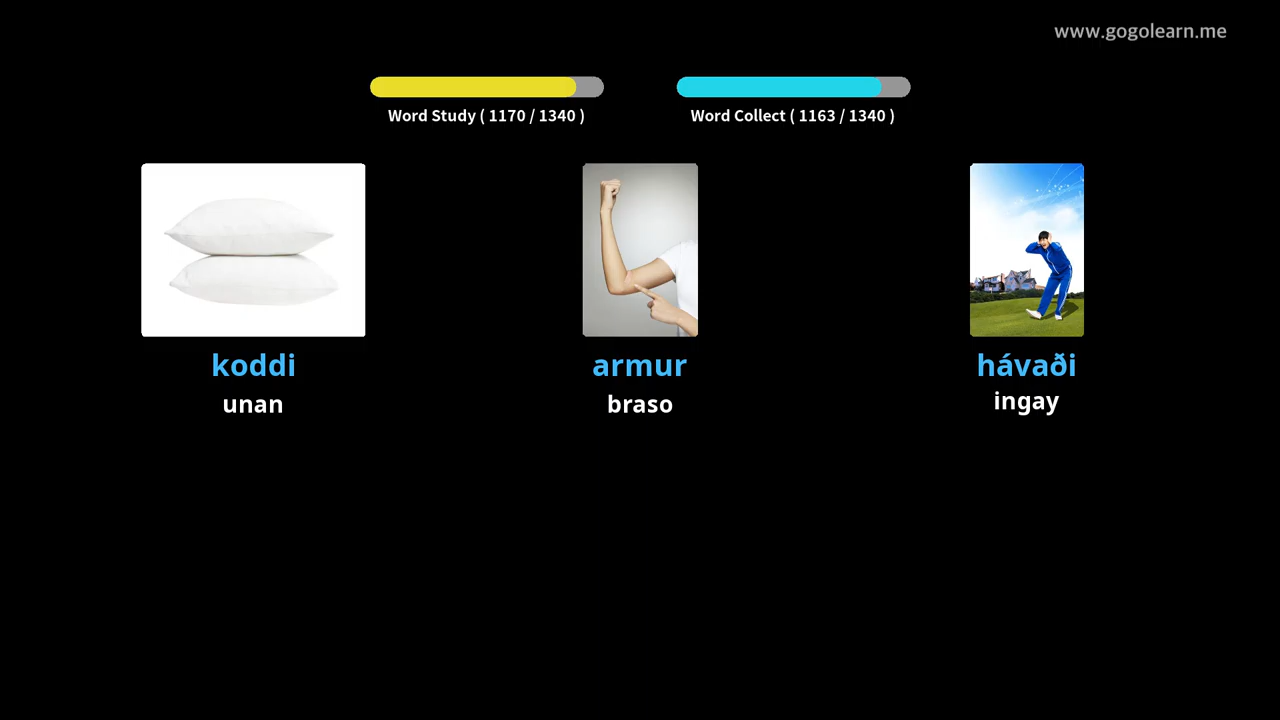 www.gogolearn.me
Word Study ( 1170 / 1340 )
Word Collect ( 1163 / 1340 )
koddi
unan
armur
braso
hávaði
ingay